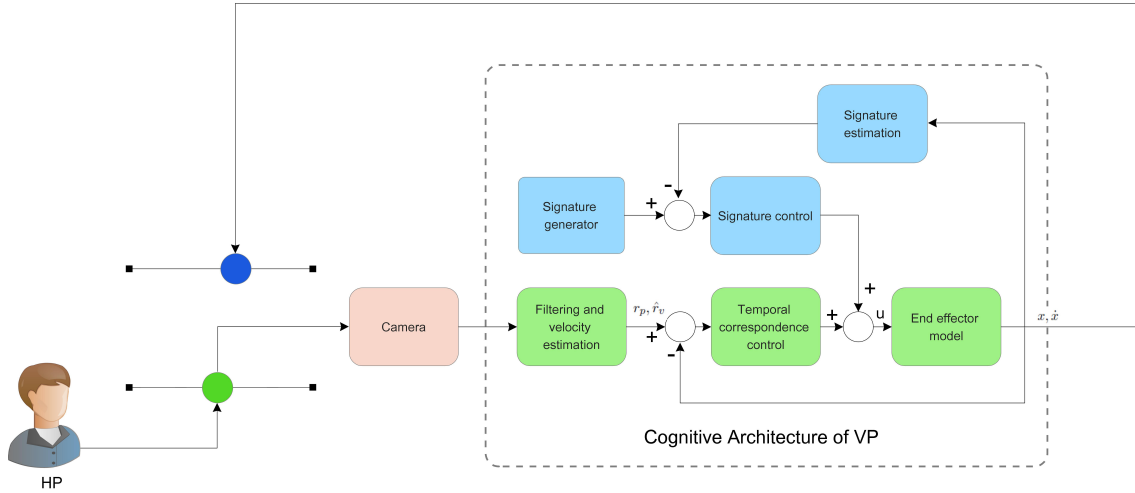 Signature
estimation
-
Signature
generator
+
Signature control
+
Camera
Filtering and
velocity
estimation
r_p, \hat{r}_v
+
-
Temporal
correspondence
control
+
u
End effector
model
x, ẋ
Cognitive Architecture of VP
HP